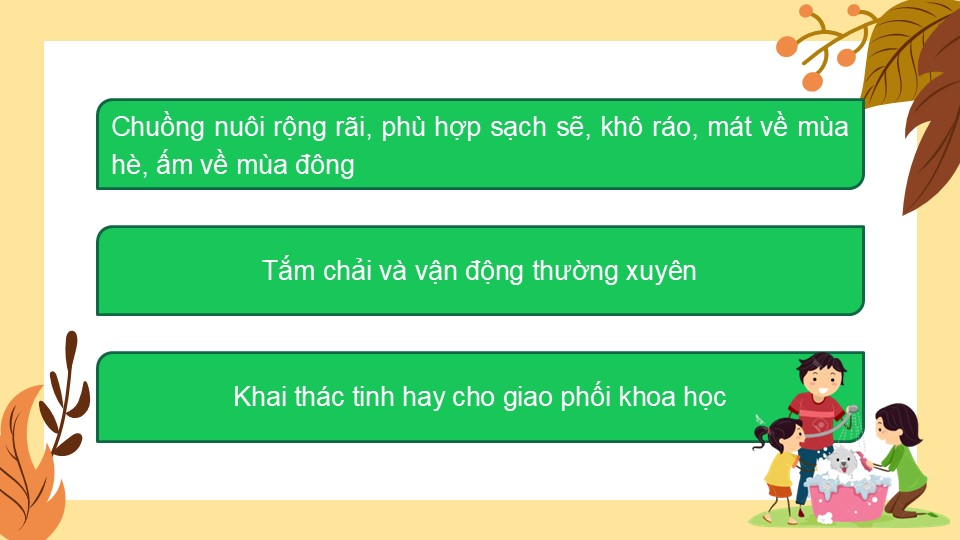 Chuồng nuôi rộng rãi, phù hợp sạch sẽ, khô ráo, mát về mùa
hè, ấm về mùa đông
Tắm chải và vận động thường xuyên
Khai thác tinh hay cho giao phối khoa học